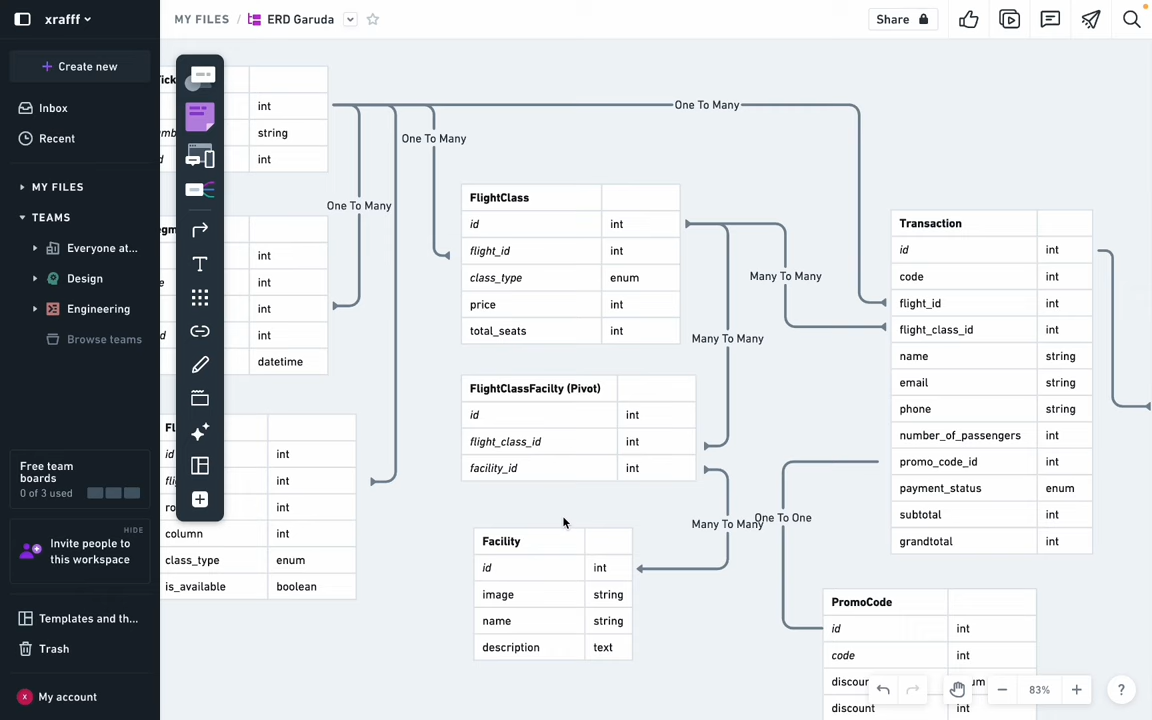 xrafff
MY FILES / ERD Garuda
Share
Create new
Inbox
Recent
MY FILES
TEAMS
Everyone at...
Design
Engineering
Browse teams
Free team boards
0 of 3 used
HIDE
Invite people to this workspace
Templates and th...
Trash
My account
int
string
int
int
int
int
int
datetime
id int
int
int
column int
class_type enum
is_available boolean
One To Many
One To Many
One To Many
FlightClass
id int
flight_id int
class_type enum
price int
total_seats int
Many To Many
Many To Many
FlightClassFacilty (Pivot)
id int
flight_class_id int
facility_id int
Many To Many
One To One
Facility
id int
image string
name string
description text
Transaction
id int
code int
flight_id int
flight_class_id int
name string
email string
phone string
number_of_passengers int
promo_code_id int
payment_status enum
subtotal int
grandtotal int
PromoCode
id int
code int
discount int
83%
?